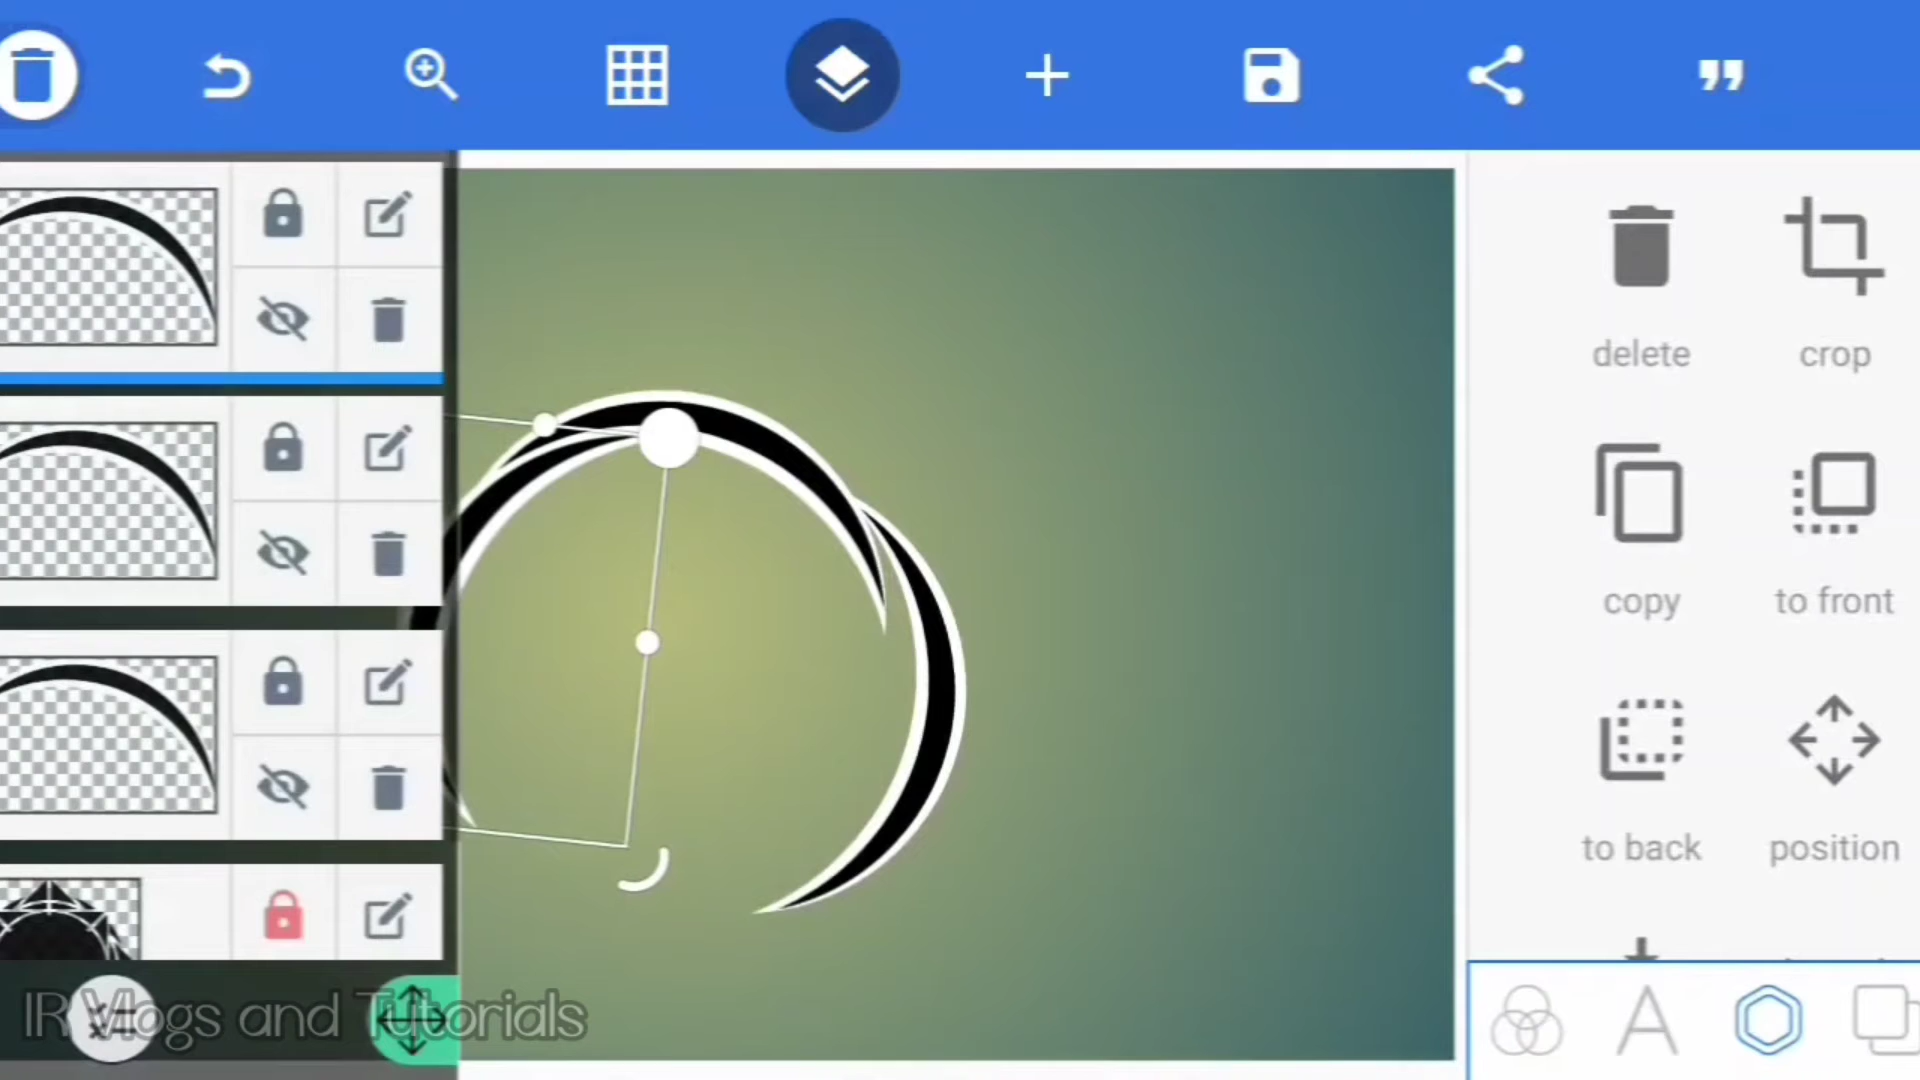 delete
crop
copy
to front
to back
position
IR Vlogs and Tutorials